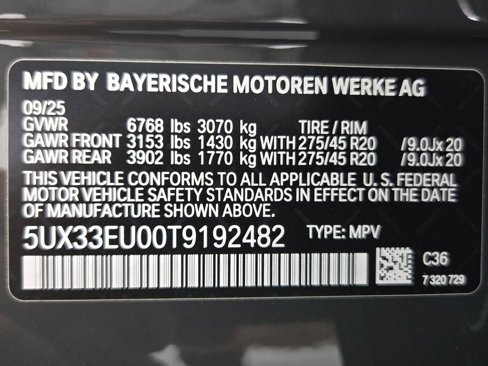 MFD BY BAYERISCHE MOTOREN WERKE AG
09/25
GVWR 6768 lbs 3070 kg TIRE / RIM
GAWR FRONT 3153 lbs 1430 kg WITH 275/45 R20 /9.0Jx 20
GAWR REAR 3902 lbs 1770 kg WITH 275/45 R20 /9.0Jx 20
THIS VEHICLE CONFORMS TO ALL APPLICABLE U.S. FEDERAL
MOTOR VEHICLE SAFETY STANDARDS IN EFFECT ON THE
DATE OF MANUFACTURE SHOWN ABOVE.
5UX33EU00T9192482 TYPE: MPV
C36
7 320 729